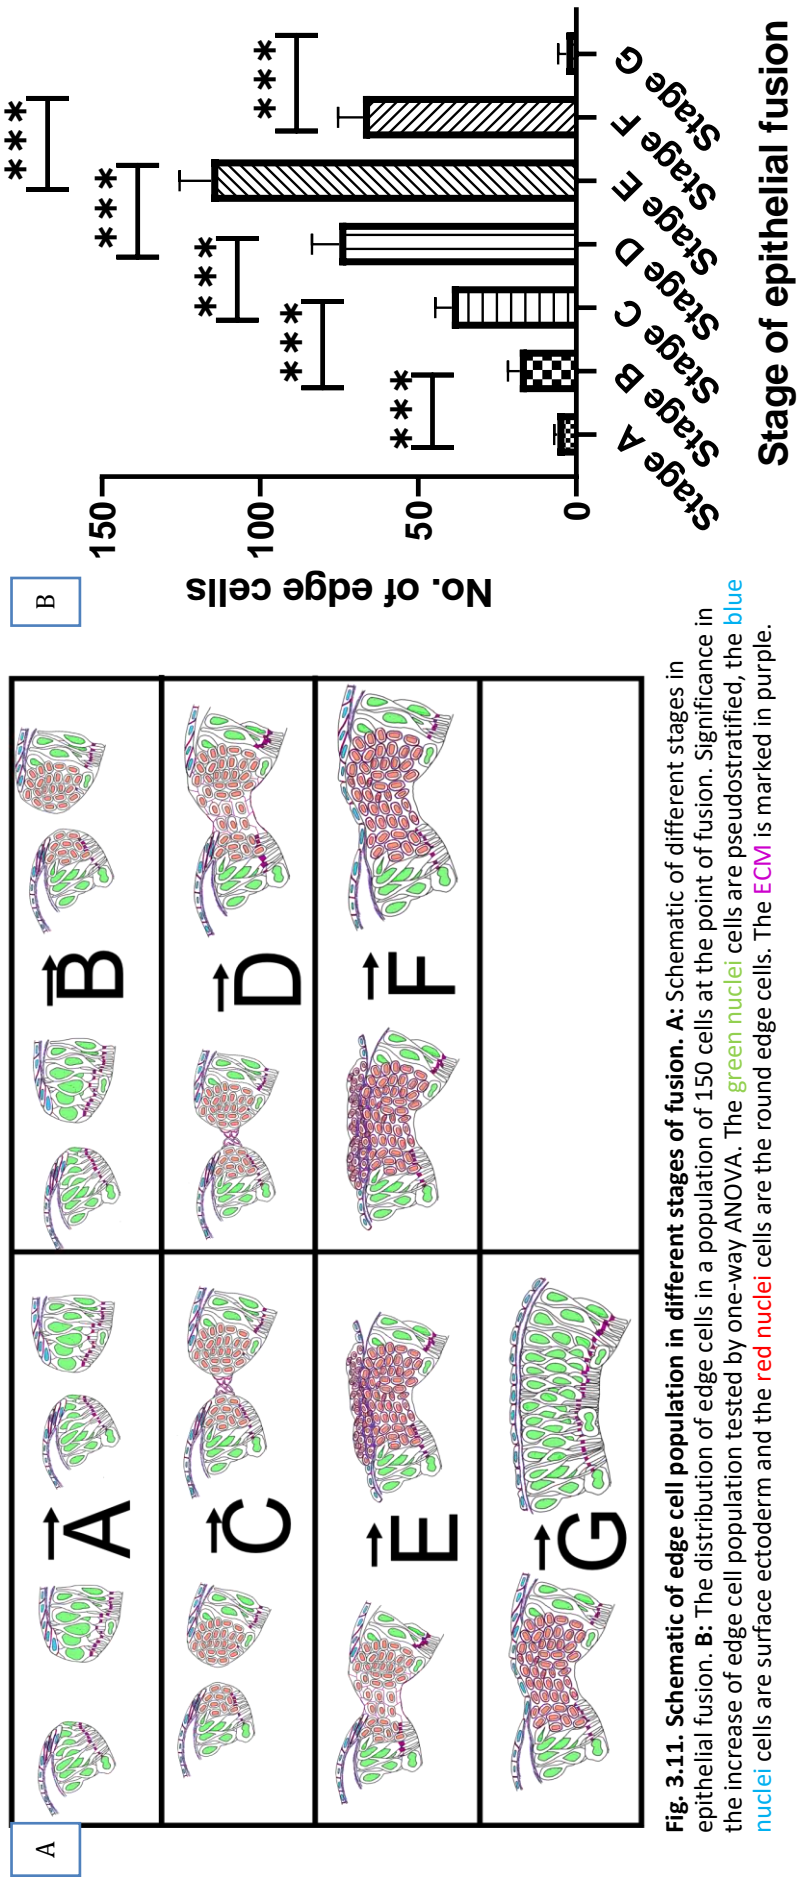 A
A
B
C
D
E
F
G
B
No. of edge cells
150
100
50
0
***
***
***
***
***
***
Stage A
Stage B
Stage C
Stage D
Stage E
Stage F
Stage G
Stage of epithelial fusion
Fig. 3.11. Schematic of edge cell population in different stages of fusion. A: Schematic of different stages in
epithelial fusion. B: The distribution of edge cells in a population of 150 cells at the point of fusion. Significance in
the increase of edge cell population tested by one-way ANOVA. The green nuclei cells are pseudostratified, the blue
nuclei cells are surface ectoderm and the red nuclei cells are the round edge cells. The ECM is marked in purple.